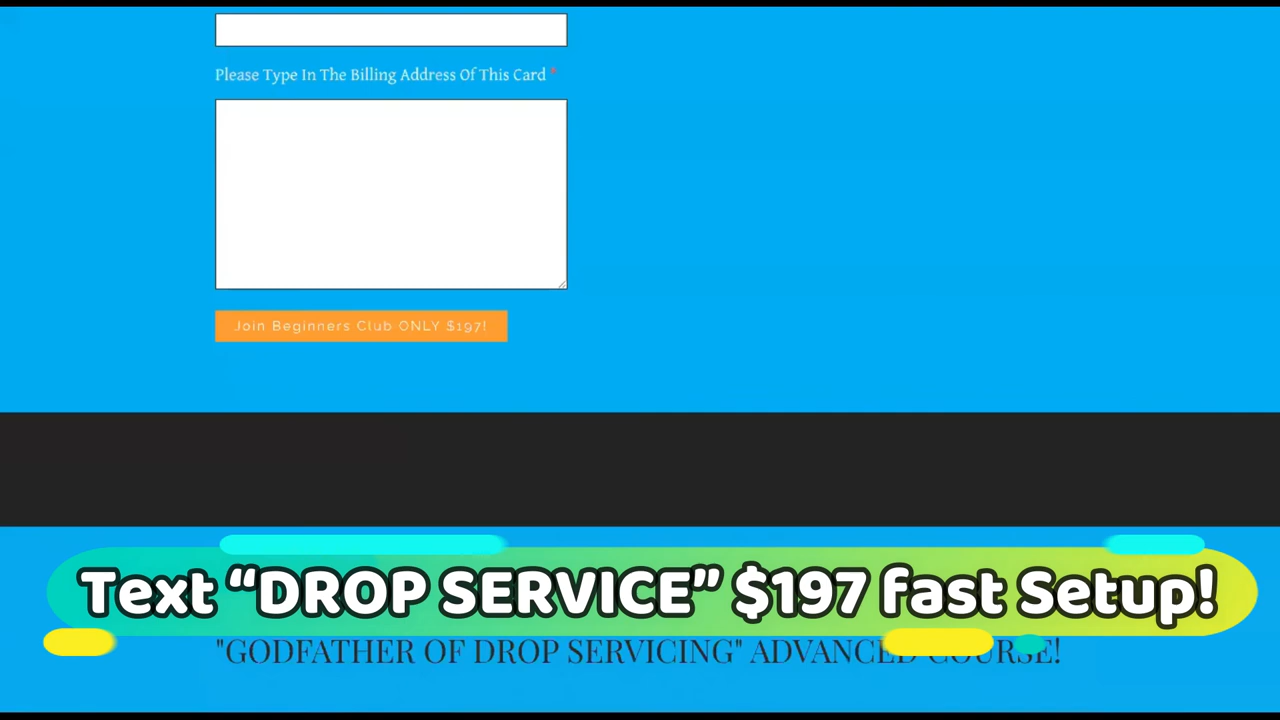 Please Type In The Billing Address Of This Card *
Join Beginners Club ONLY $197!
Text “DROP SERVICE” $197 fast Setup!
"GODFATHER OF DROP SERVICING" ADVANCED COURSE!